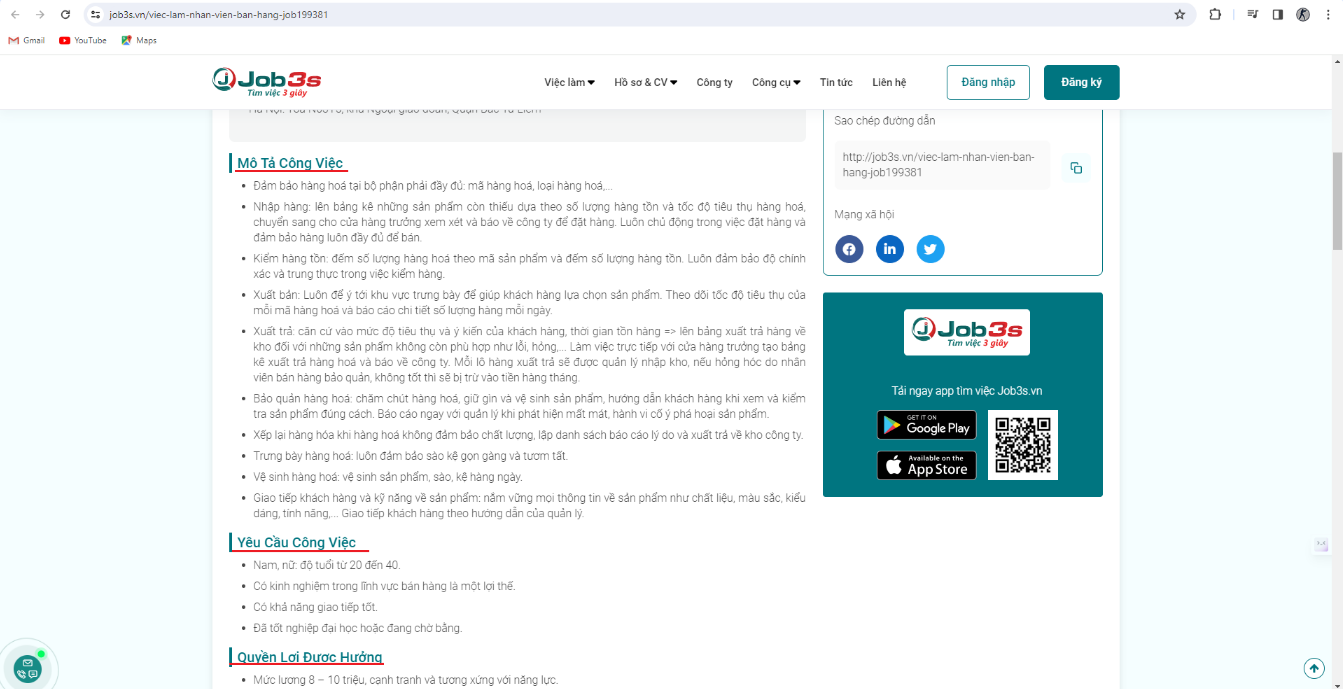 job3s.vn/viec-lam-nhan-vien-ban-hang-job199381
Gmail
YouTube
Maps
Job3s
Tìm việc 3 giây
Việc làm
Hồ sơ & CV
Công ty
Công cụ
Tin tức
Liên hệ
Đăng nhập
Đăng ký
Mô Tả Công Việc
Đảm bảo hàng hoá tại bộ phận phải đầy đủ: mã hàng hoá, loại hàng hoá,...
Nhập hàng: lên bảng kê những sản phẩm còn thiếu dựa theo số lượng hàng tồn và tốc độ tiêu thụ hàng hoá,
chuyển sang cho cửa hàng trưởng xem xét và báo về công ty để đặt hàng. Luôn chủ động trong việc đặt hàng và
đảm bảo hàng luôn đầy đủ để bán.
Kiểm hàng tồn: đếm số lượng hàng hoá theo mã sản phẩm và đếm số lượng hàng tồn. Luôn đảm bảo độ chính
xác và trung thực trong việc kiểm hàng.
Xuất bán: Luôn để ý tới khu vực trưng bày để giúp khách hàng lựa chọn sản phẩm. Theo dõi tốc độ tiêu thụ của
mỗi mã hàng hoá và báo cáo chi tiết số lượng hàng mỗi ngày.
Xuất trả: căn cứ vào mức độ tiêu thụ và ý kiến của khách hàng, thời gian tồn hàng => lên bảng xuất trả hàng về
kho đối với những sản phẩm không còn phù hợp như lỗi, hỏng,... Làm việc trực tiếp với cửa hàng trưởng tạo bảng
kê xuất trả hàng hoá và báo về công ty. Mỗi lô hàng xuất trả sẽ được quản lý nhập kho, nếu hỏng hóc do nhân
viên bán hàng bảo quản, không tốt thì sẽ bị trừ vào tiền hàng tháng.
Bảo quản hàng hoá: chăm chút hàng hoá, giữ gìn và vệ sinh sản phẩm, hướng dẫn khách hàng khi xem và kiểm
tra sản phẩm đúng cách. Báo cáo ngay với quản lý khi phát hiện mất mát, hành vi cố ý phá hoại sản phẩm.
Xếp lại hàng hóa khi hàng hoá không đảm bảo chất lượng, lập danh sách báo cáo lý do và xuất trả về kho công ty.
Trưng bày hàng hoá: luôn đảm bảo sào kệ gọn gàng và tươm tất.
Vệ sinh hàng hoá: vệ sinh sản phẩm, sào, kệ hàng ngày.
Giao tiếp khách hàng và kỹ năng về sản phẩm: nắm vững mọi thông tin về sản phẩm như chất liệu, màu sắc, kiểu
dáng, tính năng,... Giao tiếp khách hàng theo hướng dẫn của quản lý.
Yêu Cầu Công Việc
Nam, nữ: độ tuổi từ 20 đến 40.
Có kinh nghiệm trong lĩnh vực bán hàng là một lợi thế.
Có khả năng giao tiếp tốt.
Đã tốt nghiệp đại học hoặc đang chờ bằng.
Quyền Lợi Được Hưởng
Mức lương 8 – 10 triệu, cạnh tranh và tương xứng với năng lực.
Sao chép đường dẫn
http://job3s.vn/viec-lam-nhan-vien-ban-
hang-job199381
Mạng xã hội
Job3s
Tìm việc 3 giây
Tải ngay app tìm việc Job3s.vn
GET IT ON
Google Play
Available on the
App Store